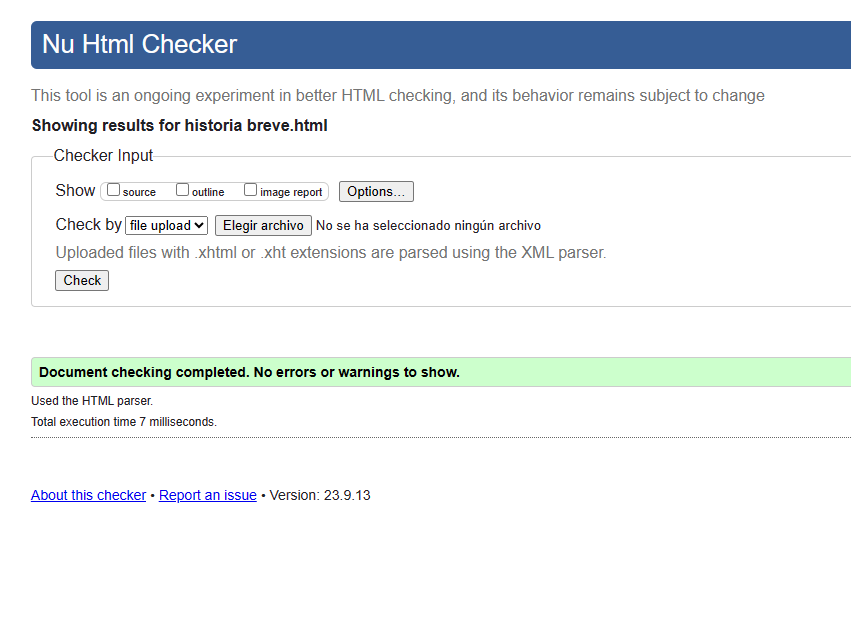 Nu Html Checker
This tool is an ongoing experiment in better HTML checking, and its behavior remains subject to change
Showing results for historia breve.html
Checker Input
Show source outline image report Options...
Check by file upload Elegir archivo No se ha seleccionado ningún archivo
Uploaded files with .xhtml or .xht extensions are parsed using the XML parser.
Check
Document checking completed. No errors or warnings to show.
Used the HTML parser.
Total execution time 7 milliseconds.
About this checker • Report an issue • Version: 23.9.13